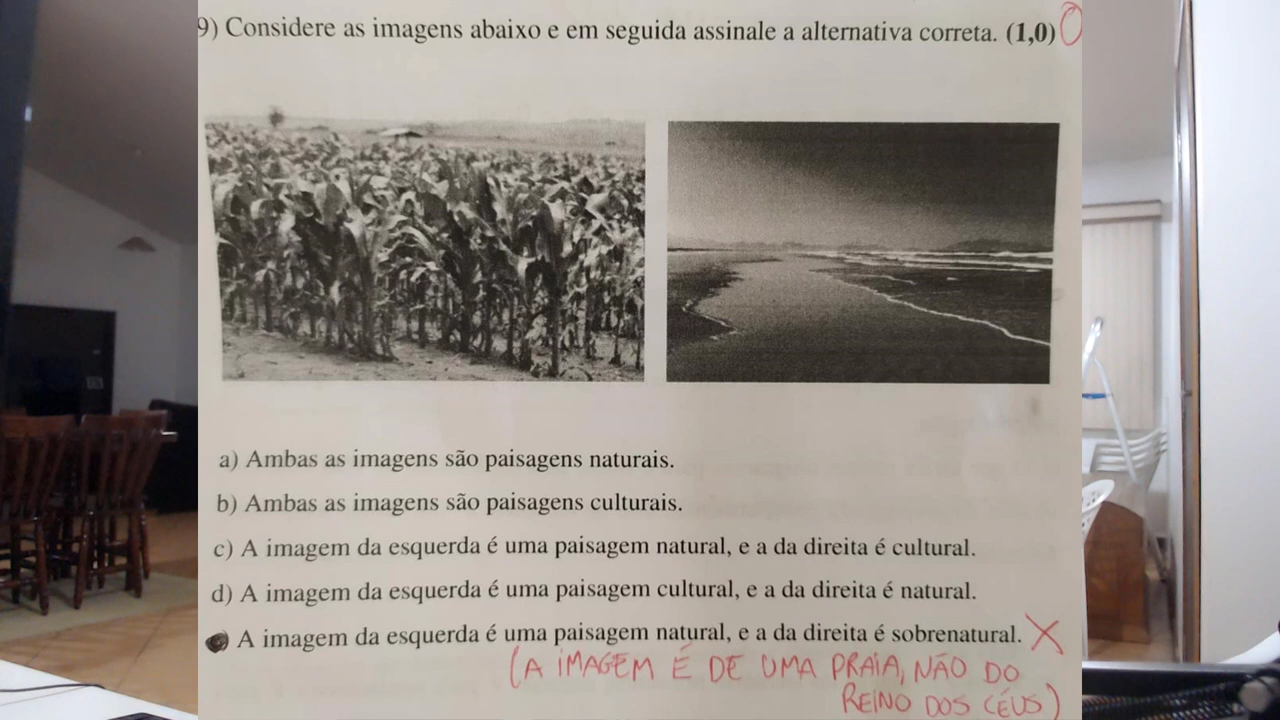 9) Considere as imagens abaixo e em seguida assinale a alternativa correta. (1,0) 0
a) Ambas as imagens são paisagens naturais.
b) Ambas as imagens são paisagens culturais.
c) A imagem da esquerda é uma paisagem natural, e a da direita é cultural.
d) A imagem da esquerda é uma paisagem cultural, e a da direita é natural.
A imagem da esquerda é uma paisagem natural, e a da direita é sobrenatural. X
(A IMAGEM É DE UMA PRAIA, NÃO DO
REINO DOS CÉUS)